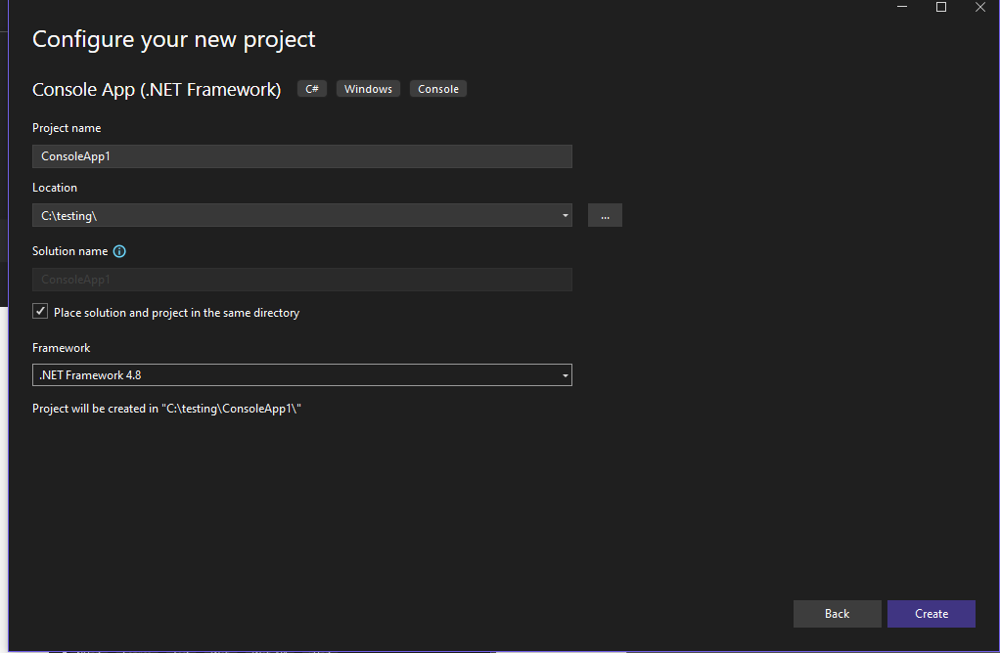 Configure your new project
Console App (.NET Framework) C# Windows Console
Project name
ConsoleApp1
Location
C:\testing\ ...
Solution name
ConsoleApp1
Place solution and project in the same directory
Framework
.NET Framework 4.8
Project will be created in "C:\testing\ConsoleApp1\"
Back Create